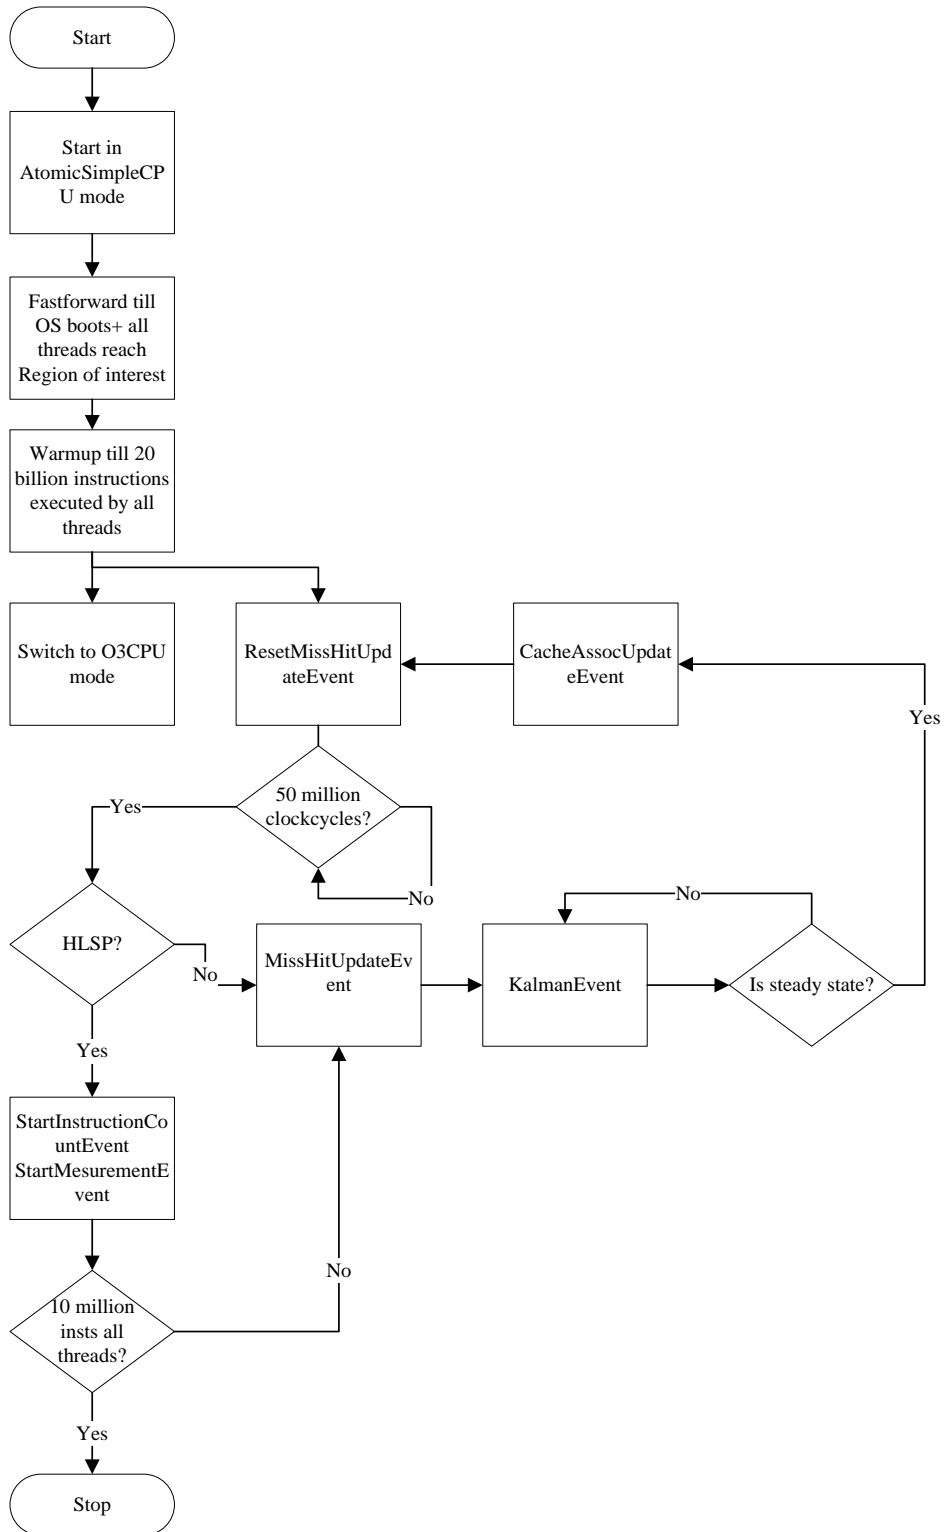 Start
Start in
AtomicSimpleCP
U mode
Fastforward till
OS boots+ all
threads reach
Region of interest
Warmup till 20
billion instructions
executed by all
threads
Switch to O3CPU
mode
ResetMissHitUpd
ateEvent
CacheAssocUpdat
eEvent
Yes
50 million
clockcycles?
Yes
No
HLSP?
No
MissHitUpdateEv
ent
KalmanEvent
No
Is steady state?
Yes
StartInstructionCo
untEvent
StartMesurementE
vent
No
10 million
insts all
threads?
Yes
Stop